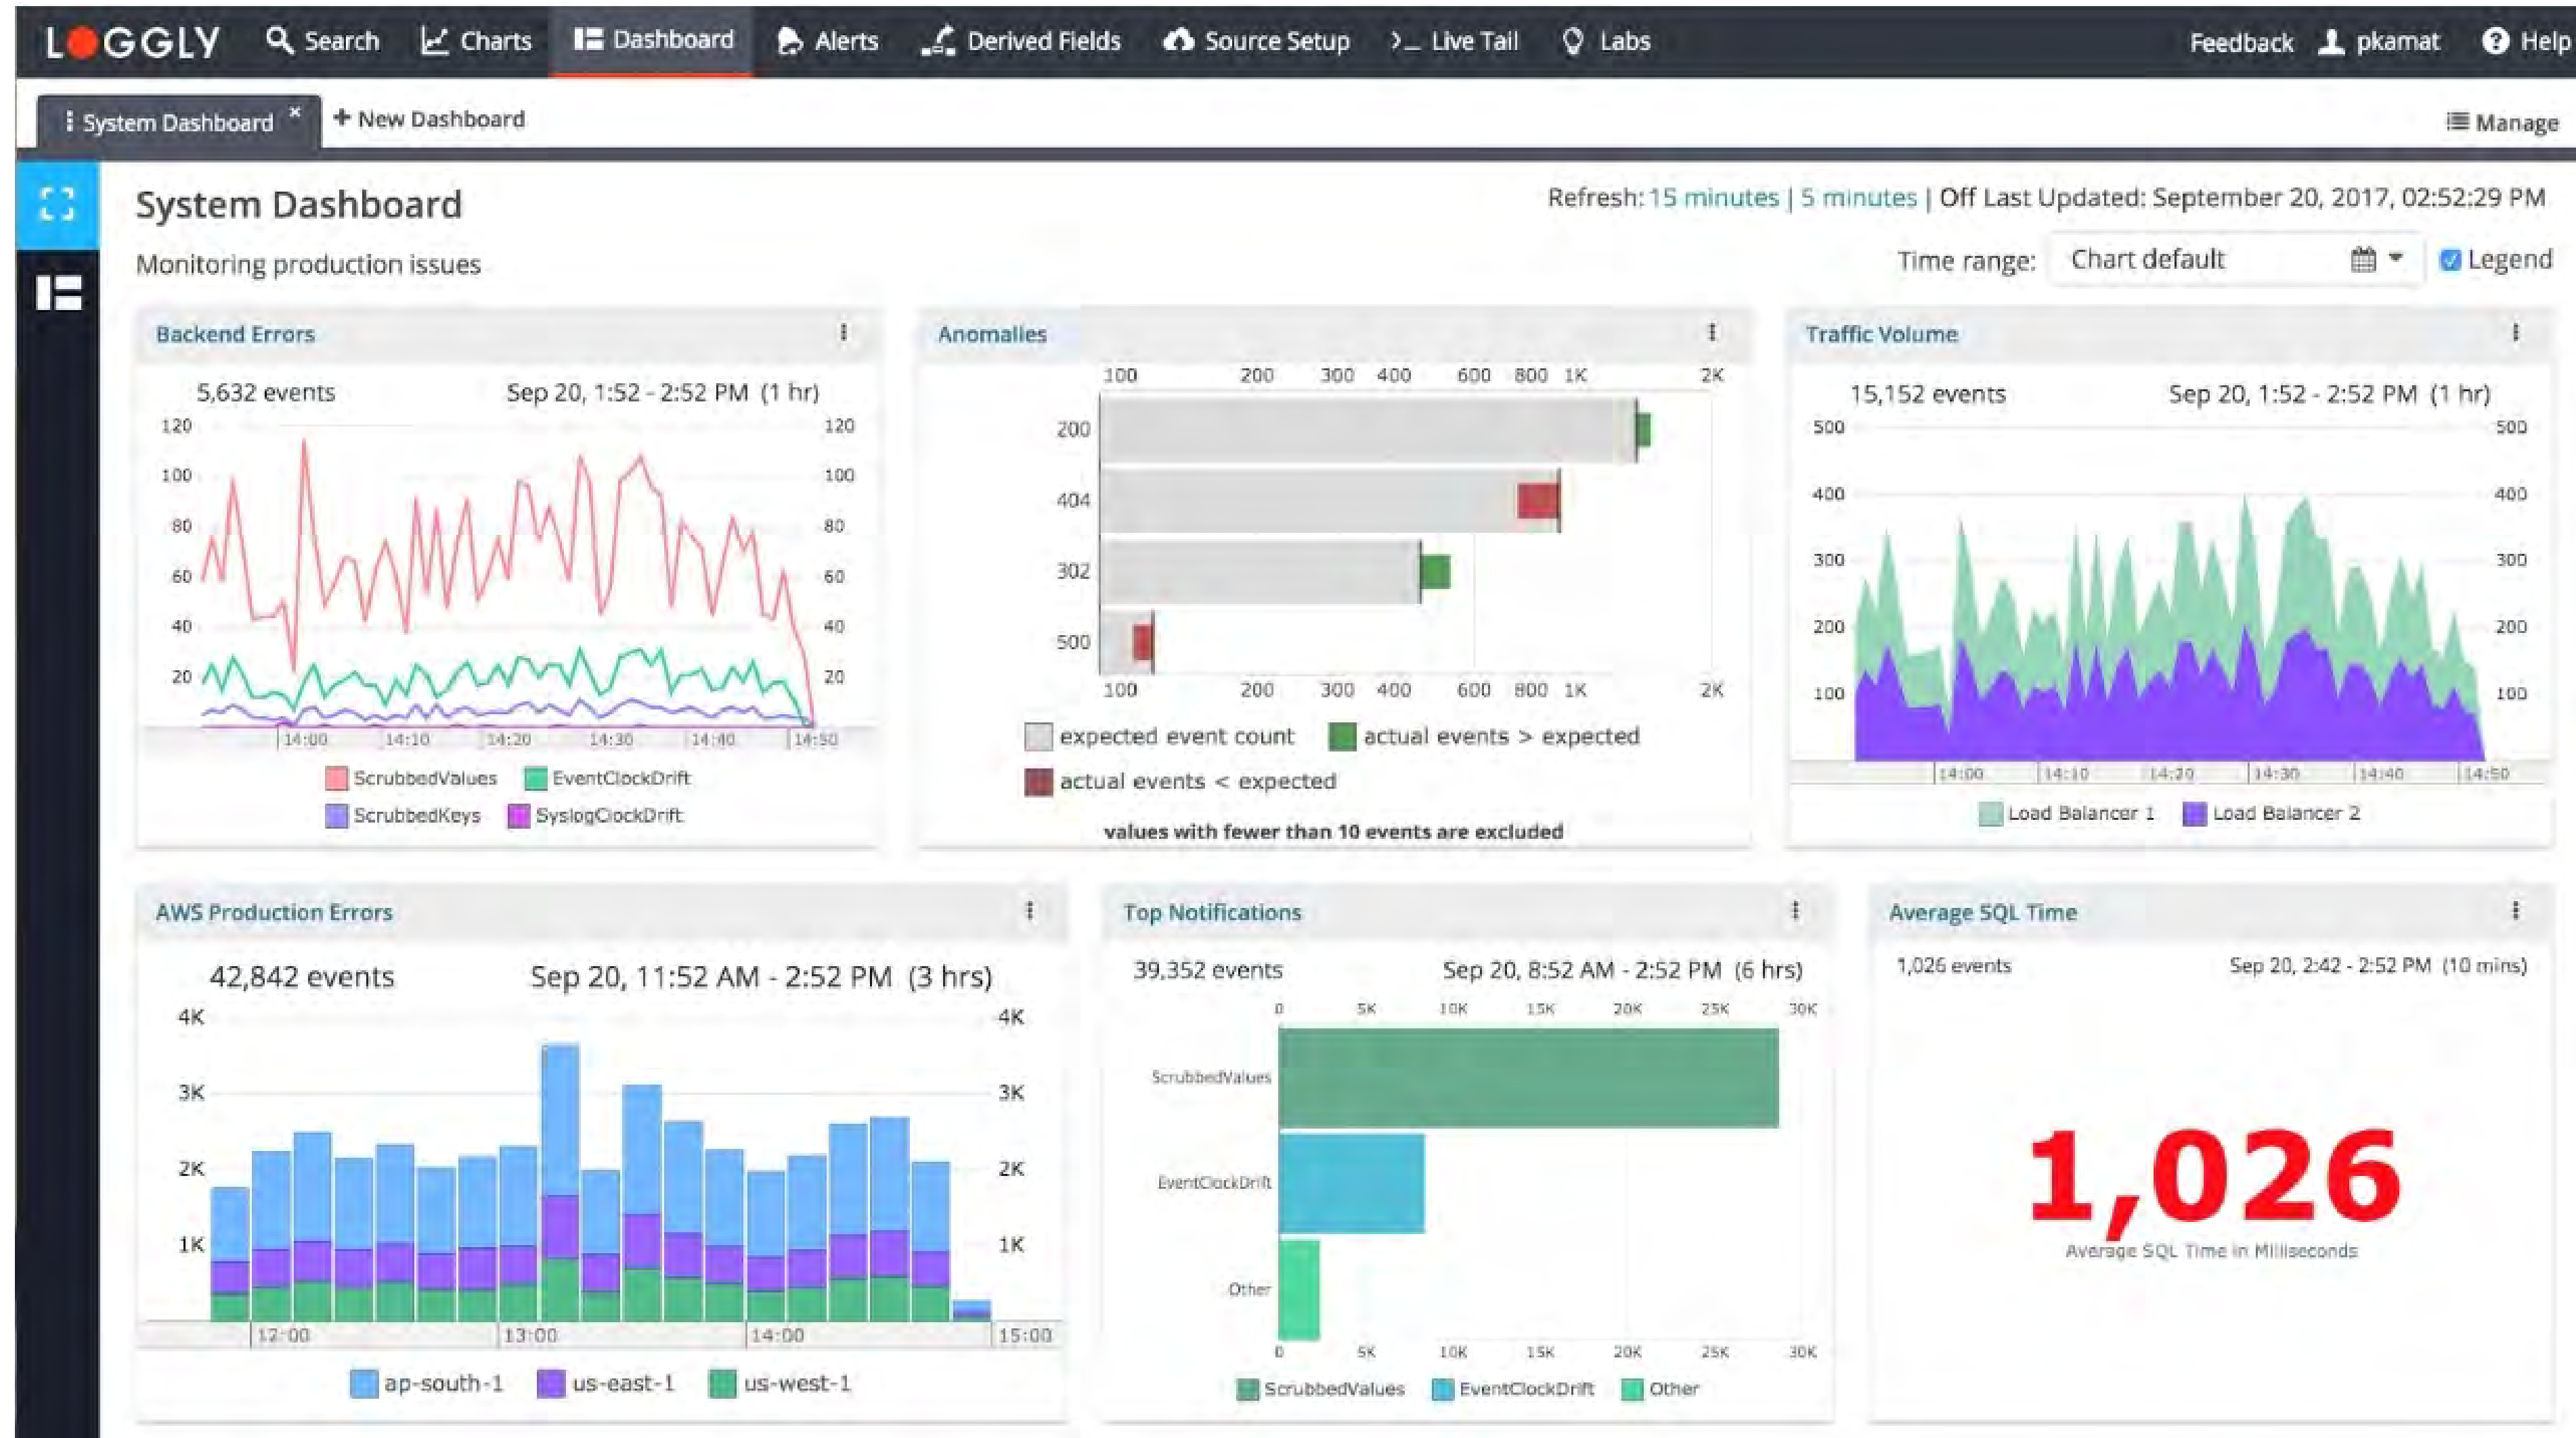 LOGGLY Search Charts Dashboard Alerts Derived Fields Source Setup Live Tail Labs Feedback pkamat Help
System Dashboard × + New Dashboard Manage
System Dashboard
Refresh: 15 minutes | 5 minutes | Off Last Updated: September 20, 2017, 02:52:29 PM
Monitoring production issues
Time range: Chart default Legend
Backend Errors
5,632 events Sep 20, 1:52 - 2:52 PM (1 hr)
120 120
100 100
80 80
60 60
40 40
20 20
14:00 14:10 14:20 14:30 14:40 14:50
ScrubbedValues EventClockDrift
ScrubbedKeys SyslogClockDrift
Anomalies
100 200 300 400 600 800 1K 2K
200
404
302
500
100 200 300 400 600 800 1K 2K
expected event count actual events > expected
actual events < expected
values with fewer than 10 events are excluded
Traffic Volume
15,152 events Sep 20, 1:52 - 2:52 PM (1 hr)
500 500
400 400
300 300
200 200
100 100
14:00 14:10 14:20 14:30 14:40 14:50
Load Balancer 1 Load Balancer 2
AWS Production Errors
42,842 events Sep 20, 11:52 AM - 2:52 PM (3 hrs)
4K 4K
3K 3K
2K 2K
1K 1K
12:00 13:00 14:00 15:00
ap-south-1 us-east-1 us-west-1
Top Notifications
39,352 events Sep 20, 8:52 AM - 2:52 PM (6 hrs)
0 5K 10K 15K 20K 25K 30K
ScrubbedValues
EventClockDrift
Other
0 5K 10K 15K 20K 25K 30K
ScrubbedValues EventClockDrift Other
Average SQL Time
1,026 events Sep 20, 2:42 - 2:52 PM (10 mins)
1,026
Average SQL Time in Milliseconds